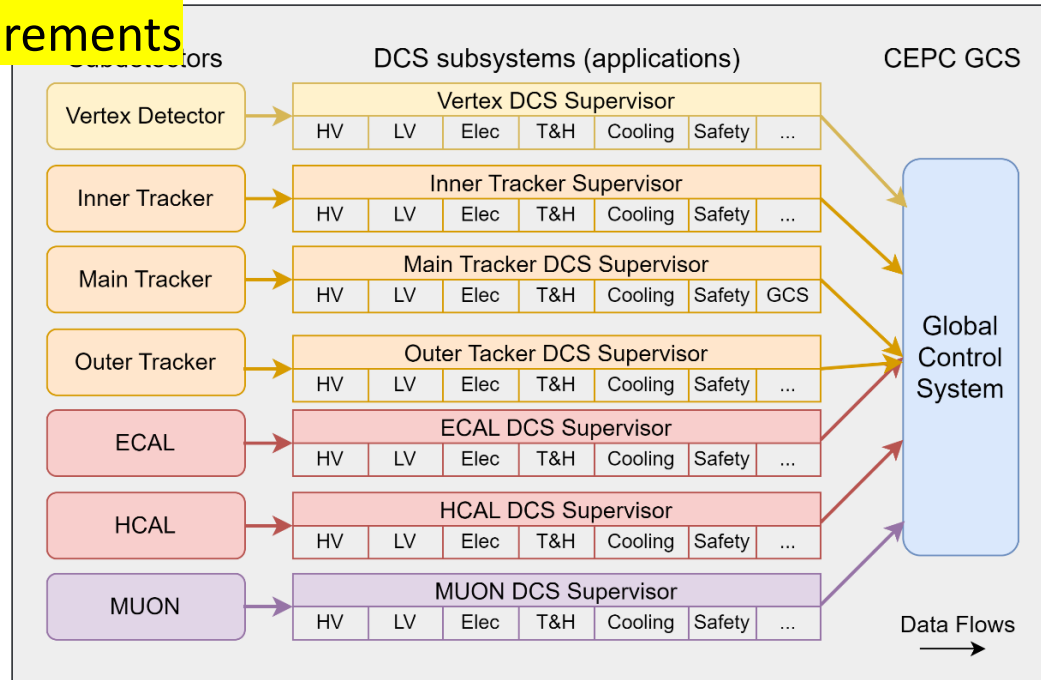 rements
Subdetectors DCS subsystems (applications) CEPC GCS
Vertex Detector
Vertex DCS Supervisor
HV LV Elec T&H Cooling Safety ...
Inner Tracker
Inner Tracker Supervisor
HV LV Elec T&H Cooling Safety ...
Main Tracker
Main Tracker DCS Supervisor
HV LV Elec T&H Cooling Safety GCS
Outer Tracker
Outer Tacker DCS Supervisor
HV LV Elec T&H Cooling Safety ...
ECAL
ECAL DCS Supervisor
HV LV Elec T&H Cooling Safety ...
HCAL
HCAL DCS Supervisor
HV LV Elec T&H Cooling Safety ...
MUON
MUON DCS Supervisor
HV LV Elec T&H Cooling Safety ...
Global
Control
System
Data Flows